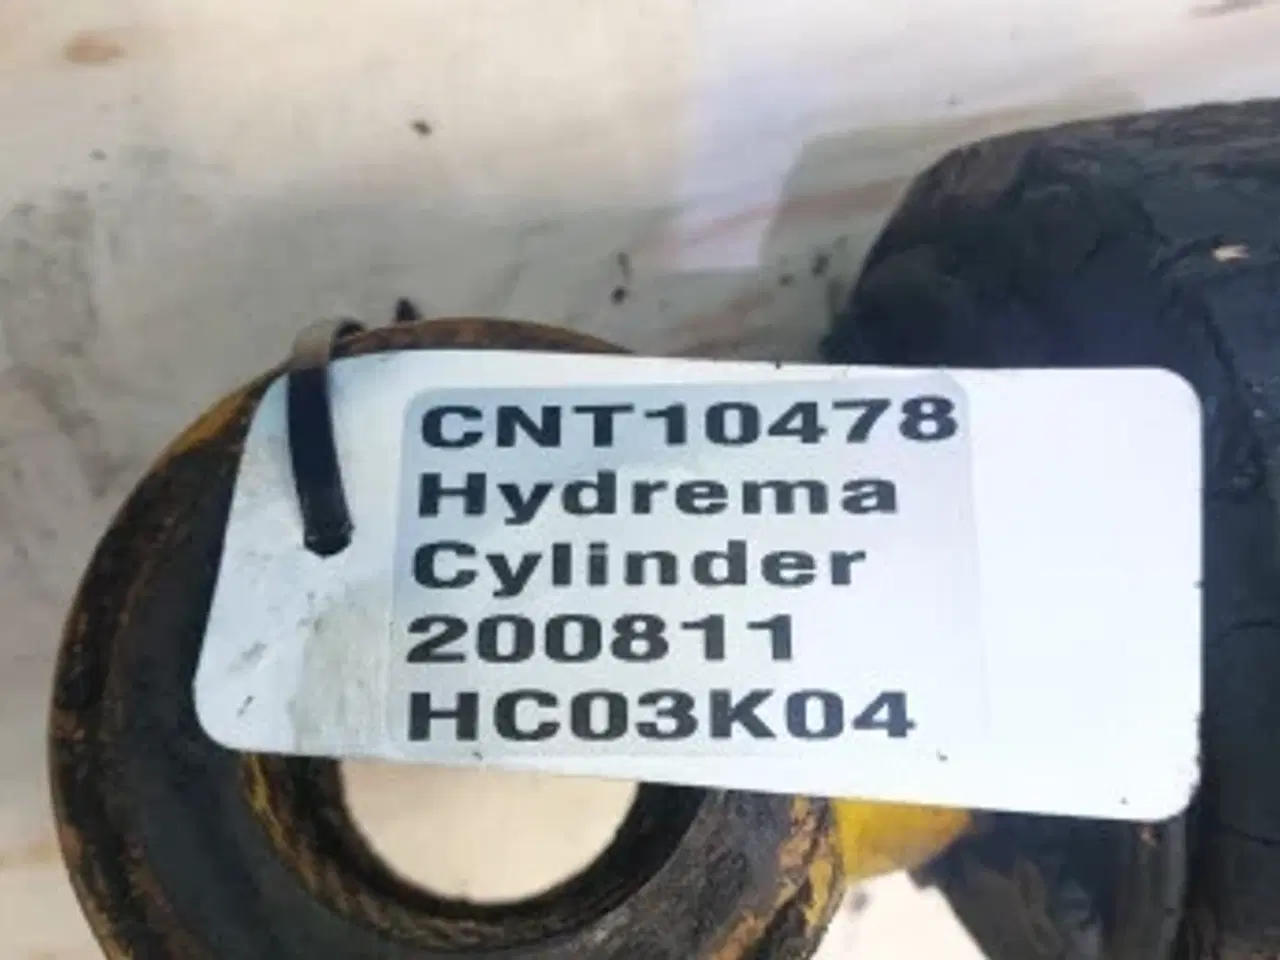 CNT10478
Hydrema
Cylinder
200811
HC03K04